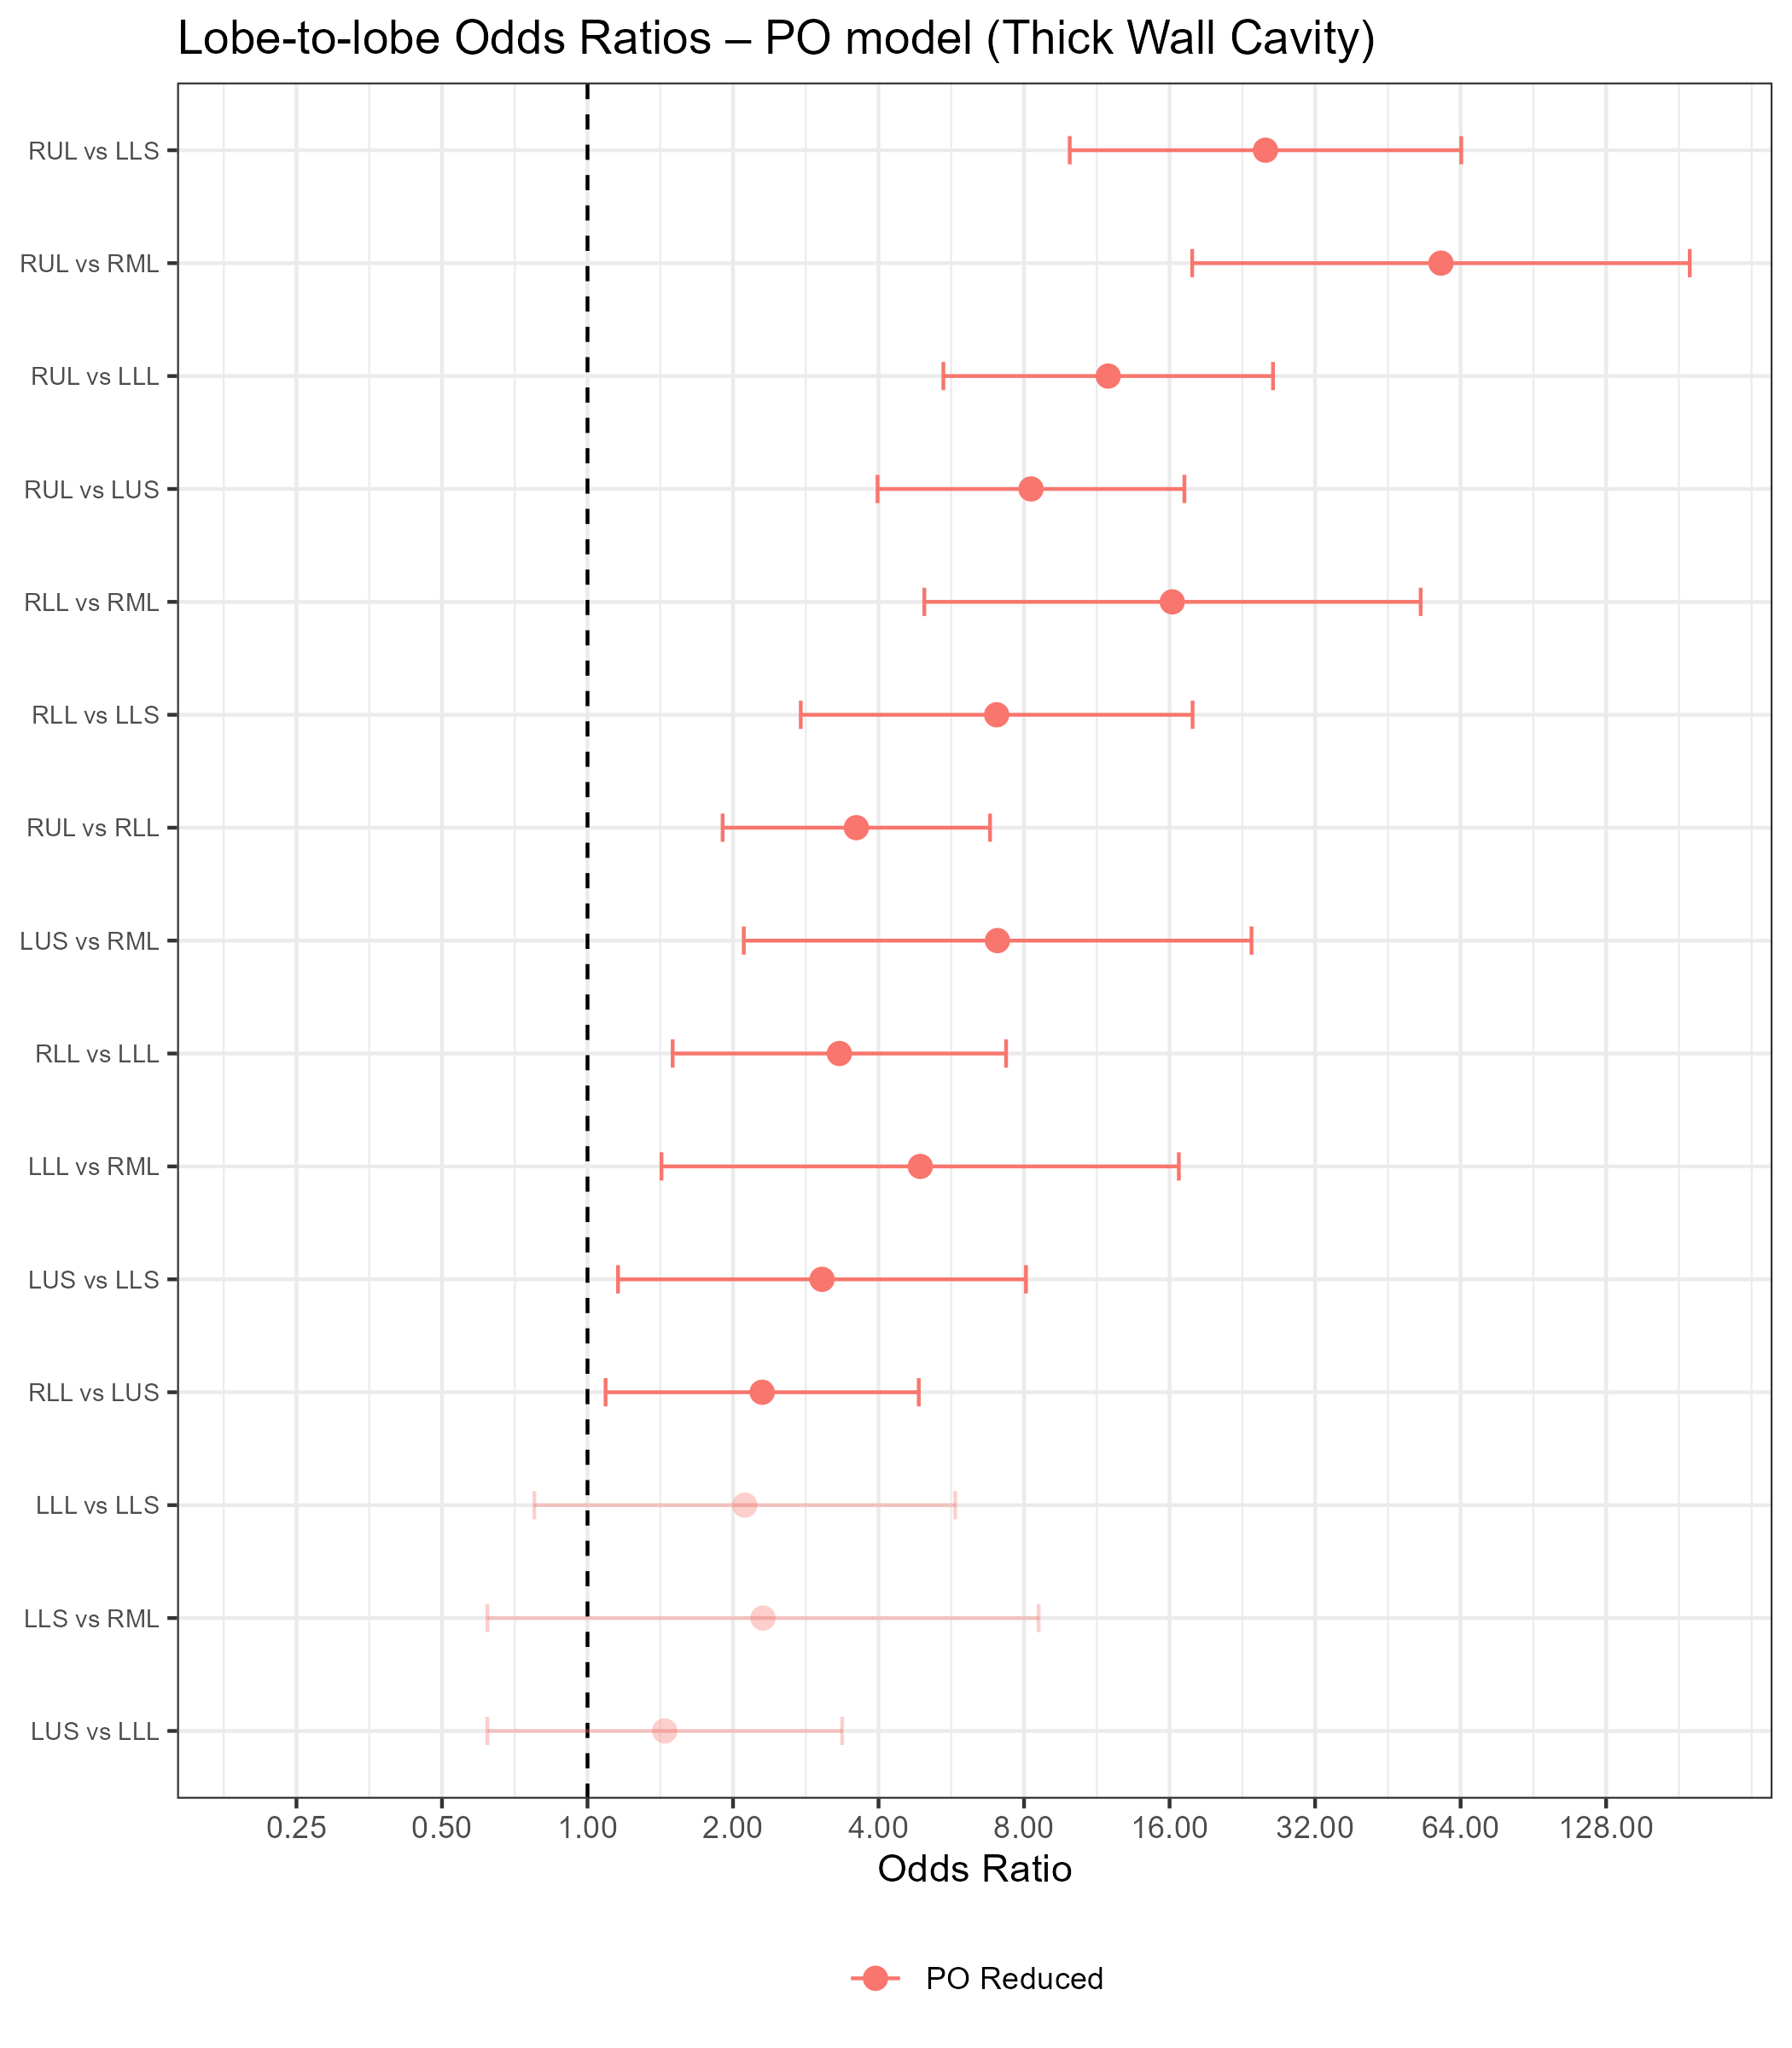 Lobe-to-lobe Odds Ratios – PO model (Thick Wall Cavity)
RUL vs LLS
RUL vs RML
RUL vs LLL
RUL vs LUS
RLL vs RML
RLL vs LLS
RUL vs RLL
LUS vs RML
RLL vs LLL
LLL vs RML
LUS vs LLS
RLL vs LUS
LLL vs LLS
LLS vs RML
LUS vs LLL
0.25 0.50 1.00 2.00 4.00 8.00 16.00 32.00 64.00 128.00
Odds Ratio
PO Reduced